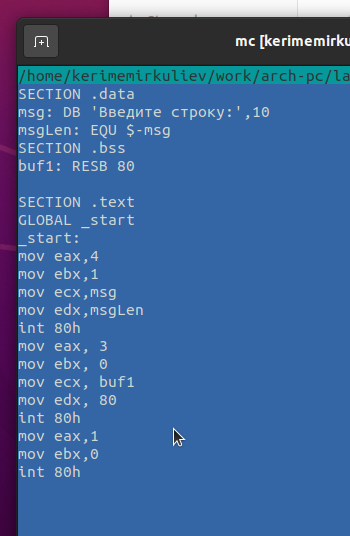 mc [kerimemirku
/home/kerimemirkuliev/work/arch-pc/la
SECTION .data
msg: DB 'Введите строку:',10
msgLen: EQU $-msg
SECTION .bss
buf1: RESB 80
SECTION .text
GLOBAL _start
_start:
mov eax,4
mov ebx,1
mov ecx,msg
mov edx,msgLen
int 80h
mov eax, 3
mov ebx, 0
mov ecx, buf1
mov edx, 80
int 80h
mov eax,1
mov ebx,0
int 80h